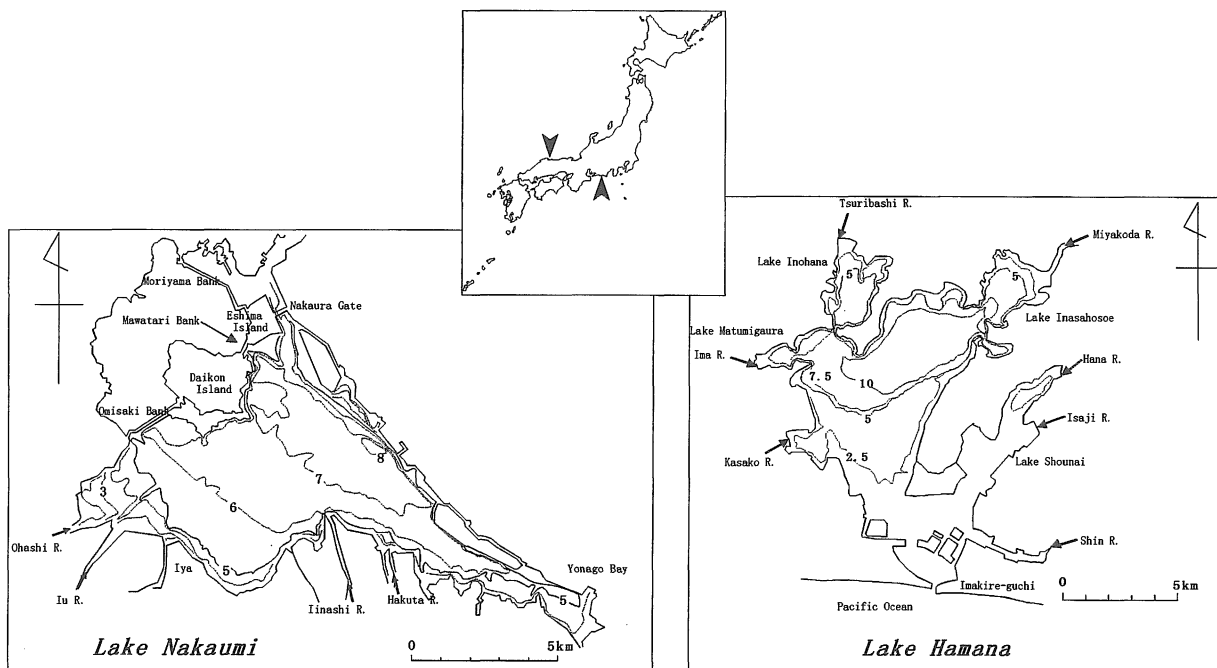 Moriyama Bank
Eshima
Island
Nakaura Gate
Mawatari Bank
Daikon
Island
Omisaki Bank
8
7
3
6
Ohashi R.
5
Iya
Iu R.
Iinashi R.
Hakuta R.
Yonago Bay
5
Lake Nakaumi
0
5km
Tsuribashi R.
Miyakoda R.
Lake Inohana
5
5
Lake Inasahosoe
Lake Matumigaura
Ima R.
Hana R.
7.5
10
5
Isaji R.
Kasako R.
2.5
Lake Shounai
Shin R.
Imakire-guchi
0
5km
Pacific Ocean
Lake Hamana